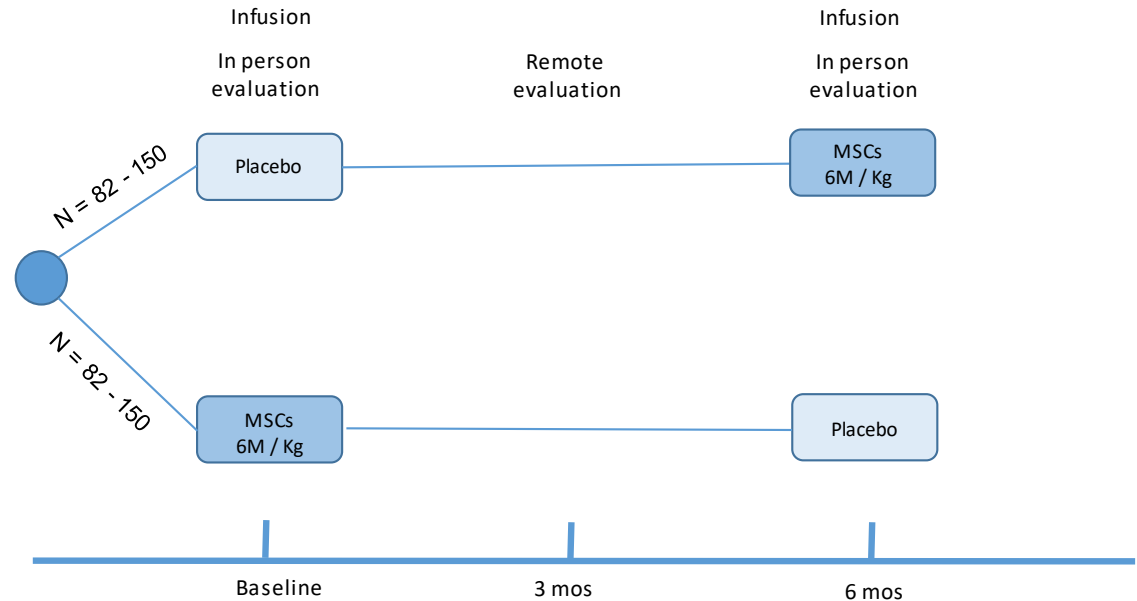 Infusion
Infusion
In person
evaluation
Remote
evaluation
In person
evaluation
N = 82 - 150
Placebo
MSCs
6M / Kg
N = 82 - 150
MSCs
6M / Kg
Placebo
Baseline
3 mos
6 mos